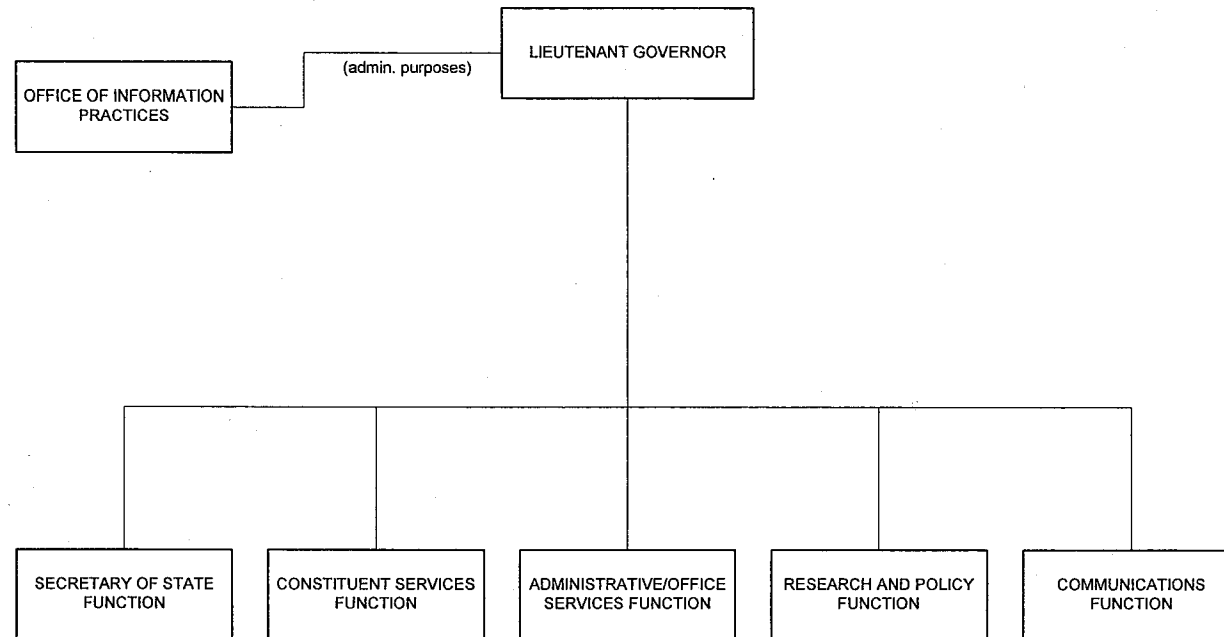 LIEUTENANT GOVERNOR
(admin. purposes)
OFFICE OF INFORMATION
PRACTICES
SECRETARY OF STATE
FUNCTION
CONSTITUENT SERVICES
FUNCTION
ADMINISTRATIVE/OFFICE
SERVICES FUNCTION
RESEARCH AND POLICY
FUNCTION
COMMUNICATIONS
FUNCTION